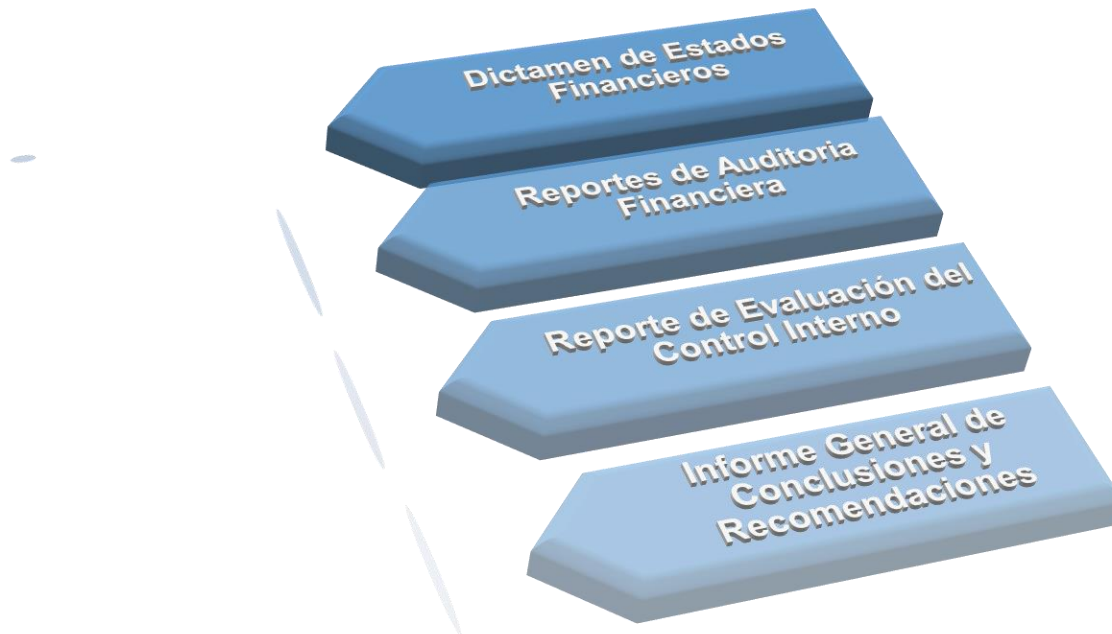 Dictamen de Estados
Financieros
Reportes de Auditoria
Financiera
Reporte de Evaluación del
Control Interno
Informe General de
Conclusiones y
Recomendaciones